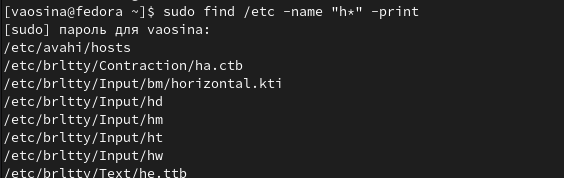 [vaosina@fedora ~]$ sudo find /etc -name "h*" -print
[sudo] пароль для vaosina:
/etc/avahi/hosts
/etc/brltty/Contraction/ha.ctb
/etc/brltty/Input/bm/horizontal.kti
/etc/brltty/Input/hd
/etc/brltty/Input/hm
/etc/brltty/Input/ht
/etc/brltty/Input/hw
/etc/brltty/Text/he.ttb